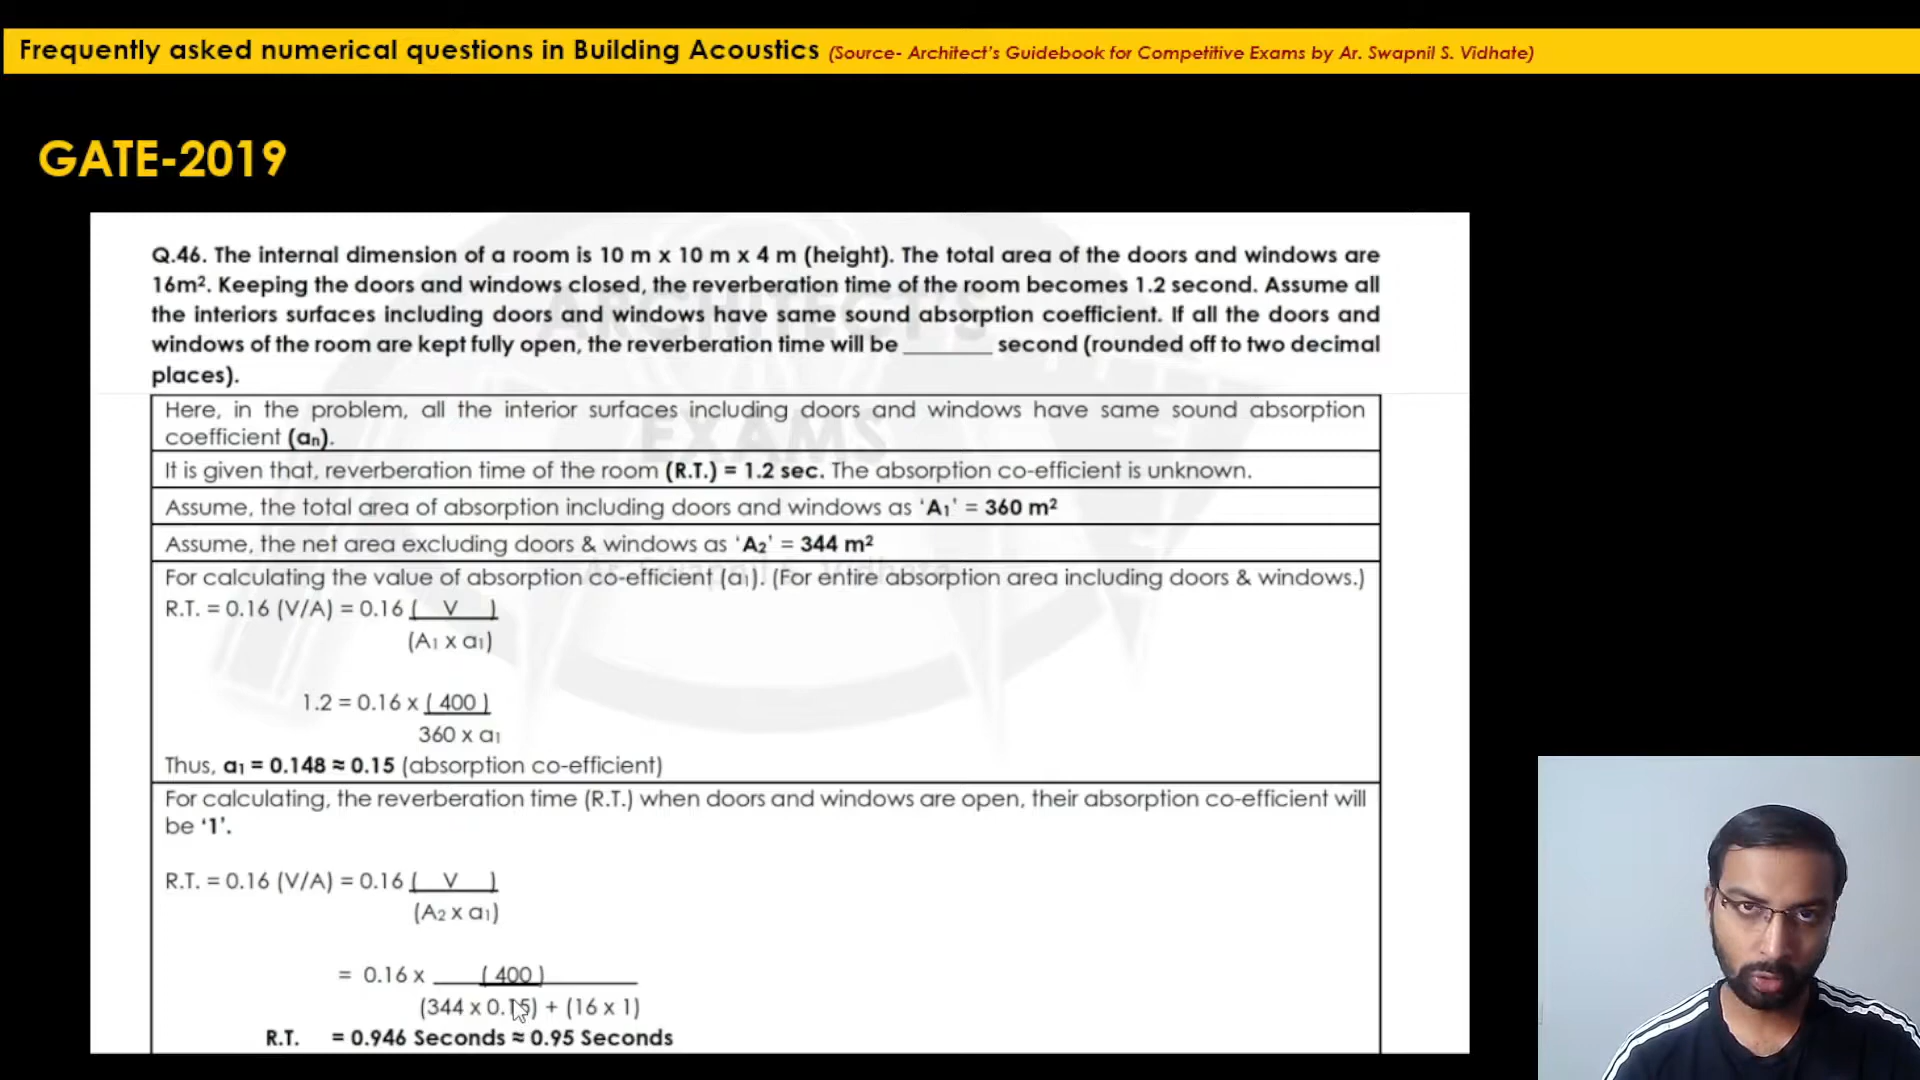 Frequently asked numerical questions in Building Acoustics (Source- Architect's Guidebook for Competitive Exams by Ar. Swapnil S. Vidhate)
GATE-2019
Q.46. The internal dimension of a room is 10 m x 10 m x 4 m (height). The total area of the doors and windows are
16m². Keeping the doors and windows closed, the reverberation time of the room becomes 1.2 second. Assume all
the interiors surfaces including doors and windows have same sound absorption coefficient. If all the doors and
windows of the room are kept fully open, the reverberation time will be ________ second (rounded off to two decimal
places).
ARCHITECT'S
EXAMS
Here, in the problem, all the interior surfaces including doors and windows have same sound absorption
coefficient (an).
It is given that, reverberation time of the room (R.T.) = 1.2 sec. The absorption co-efficient is unknown.
Assume, the total area of absorption including doors and windows as 'A1' = 360 m²
Assume, the net area excluding doors & windows as 'A2' = 344 m²
For calculating the value of absorption co-efficient (a1). (For entire absorption area including doors & windows.)
R.T. = 0.16 (V/A) = 0.16 ( V )
(A1 x a1)
1.2 = 0.16 x ( 400 )
360 x a1
Thus, a1 = 0.148 ≈ 0.15 (absorption co-efficient)
For calculating, the reverberation time (R.T.) when doors and windows are open, their absorption co-efficient will
be '1'.
R.T. = 0.16 (V/A) = 0.16 ( V )
(A2 x a1)
= 0.16 x ( 400 )
(344 x 0.15) + (16 x 1)
R.T. = 0.946 Seconds ≈ 0.95 Seconds